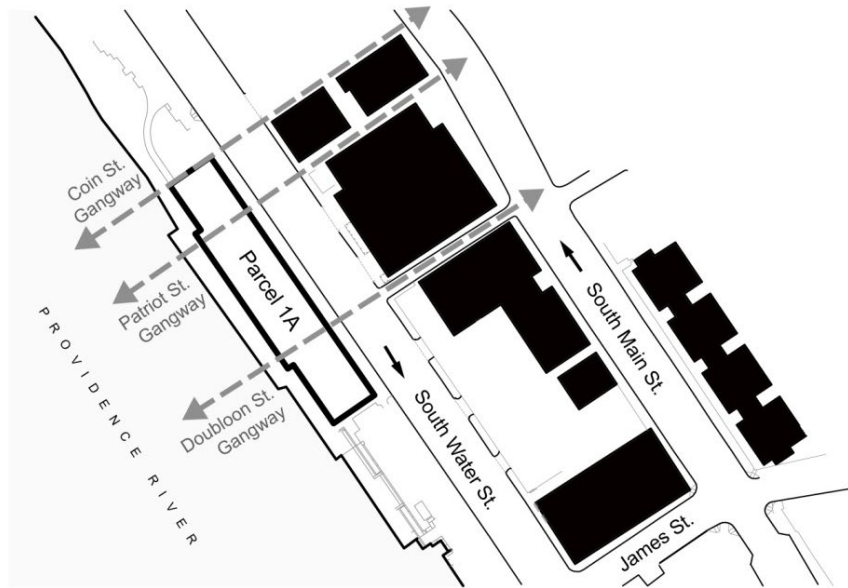 Coin St.
Gangway
Patriot St.
Gangway
Doubloon St.
Gangway
Parcel 1A
PROVIDENCE RIVER
South Water St.
South Main St.
James St.